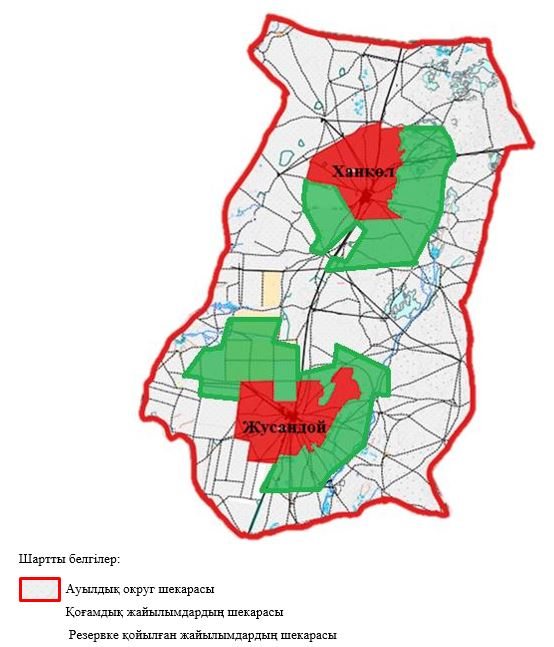 Ханкөл
Жусандой
Шартты белгілер:
Ауылдық округ шекарасы
Қоғамдық жайылымдардың шекарасы
Резервке қойылған жайылымдардың шекарасы